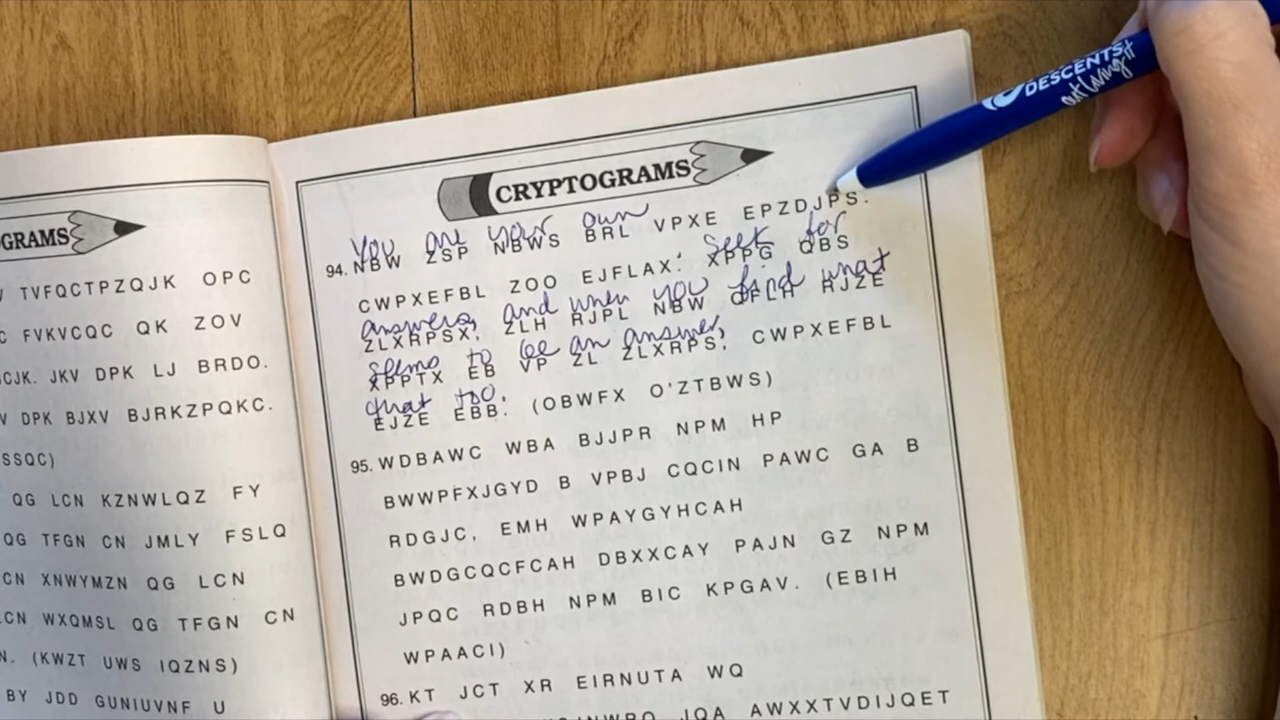 GRAMS
TVFQCTPZQJK OPC
FVKVCQC QK ZOV
JKV DPK LJ BRDO.
V DPK BJXV BJRKZPQKC.
SSQC)
QG LCN KZNWLQZ FY
QG TFGN CN JMLY FSLQ
CN XNWYMZN QG LCN
LCN WXQMSL QG TFGN CN
N. (KWZT UWS IQZNS)
BY JDD GUNIUVNF U
CRYPTOGRAMS
You are your own
94. NBW ZSP NBWS BRL VPXE EPZDJPS.
Seek for
CWPXEFBL ZOO EJFLAX. XPPG QBS
answers, and when you find what
ZLXRPSX, ZLH RJPL NBW QFLH RJZE
seems to be an answer,
XPPTX EB VP ZL ZLXRPS, CWPXEFBL
that too.
EJZE EBB. (OBWFX O'ZTBWS)
95. WDBAWC WBA BJJPR NPM HP
BWWPFXJGYD B VPBJ CQCIN PAWC GA B
RDGJC, EMH WPAYGYHCAH
BWDGCQCFCAH DBXXCAY PAJN GZ NPM
JPQC RDBH NPM BIC KPGAV. (EBIH
WPAACI)
96. KT JCT XR EIRNUTA WQ
JQA AWXXTVDIJQET
DESCENTS